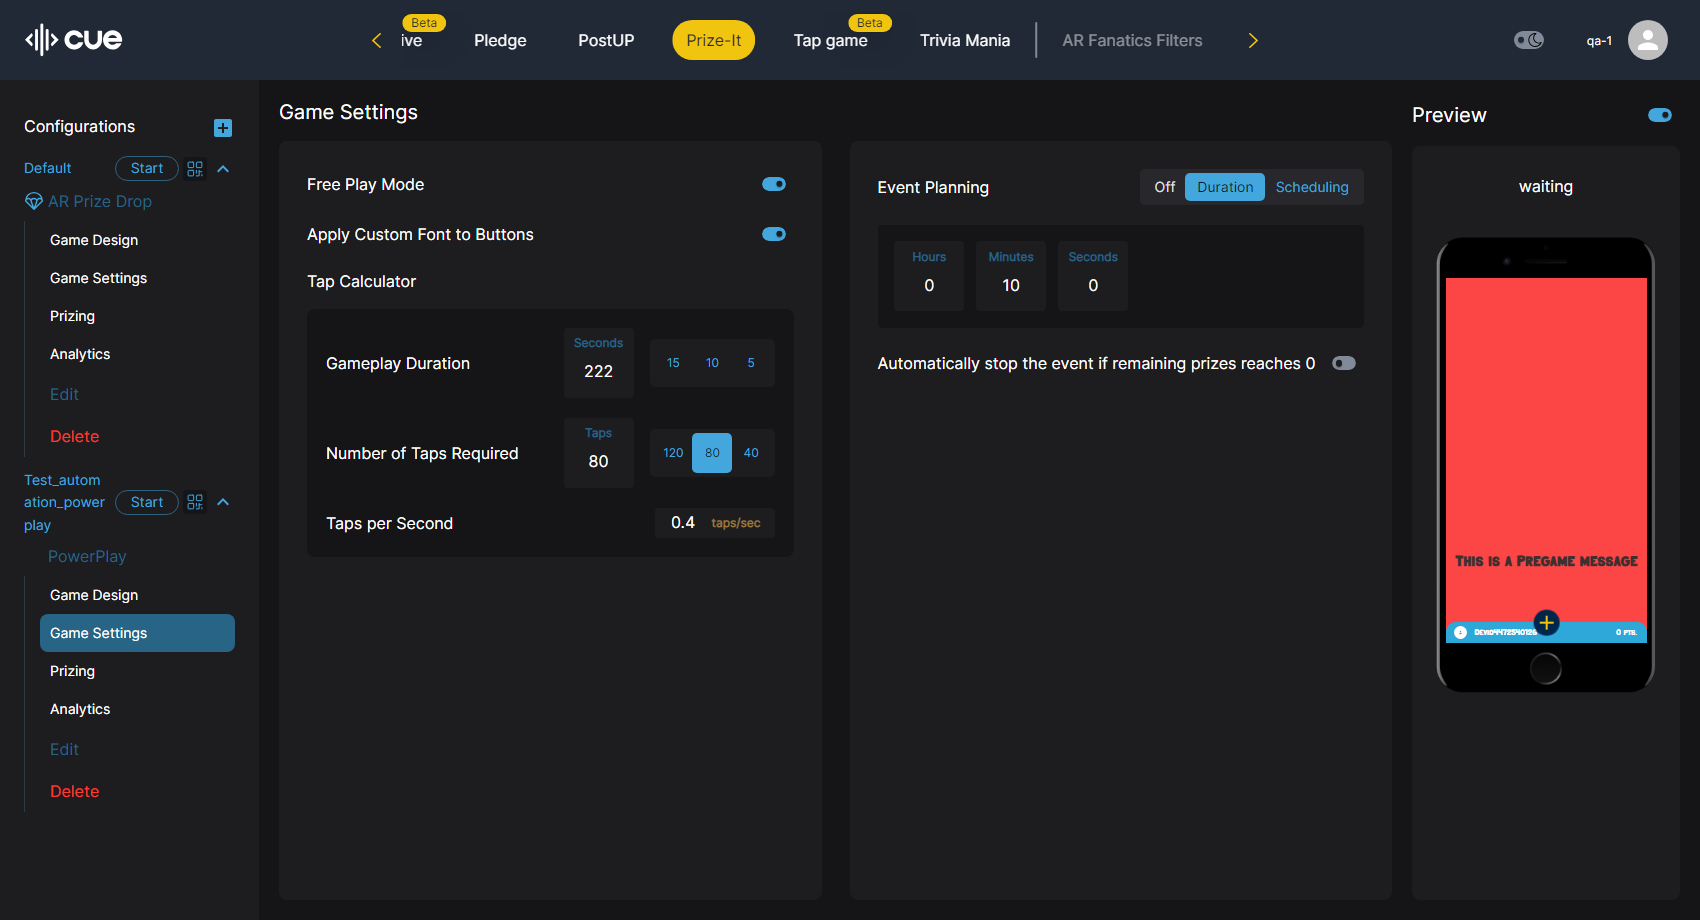 cue
Beta
ive
Pledge
PostUP
Prize-It
Beta
Tap game
Trivia Mania
AR Fanatics Filters
qa-1
Configurations
Default
Start
AR Prize Drop
Game Design
Game Settings
Prizing
Analytics
Edit
Delete
Test_autom
ation_power
play
Start
PowerPlay
Game Design
Game Settings
Prizing
Analytics
Edit
Delete
Game Settings
Free Play Mode
Apply Custom Font to Buttons
Tap Calculator
Gameplay Duration
Seconds
222
15 10 5
Number of Taps Required
Taps
80
120 80 40
Taps per Second
0.4 taps/sec
Event Planning
Off Duration Scheduling
Hours Minutes Seconds
0 10 0
Automatically stop the event if remaining prizes reaches 0
Preview
waiting
This is a Pregame message
0 pts.